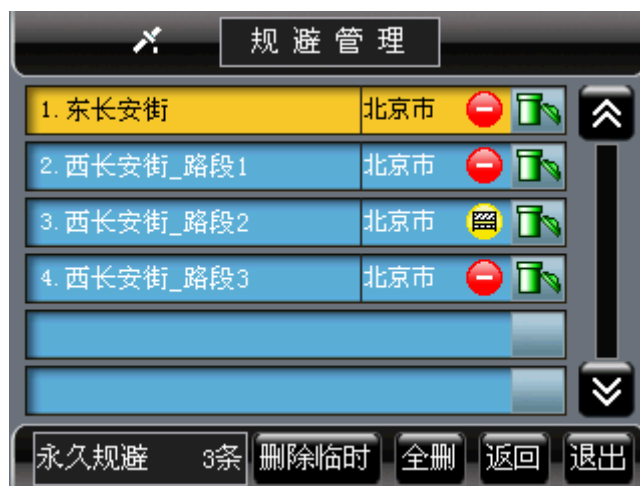 规避管理
1. 东长安街 北京市
2. 西长安街_路段1 北京市
3. 西长安街_路段2 北京市
4. 西长安街_路段3 北京市
永久规避 3条 删除临时 全删 返回 退出